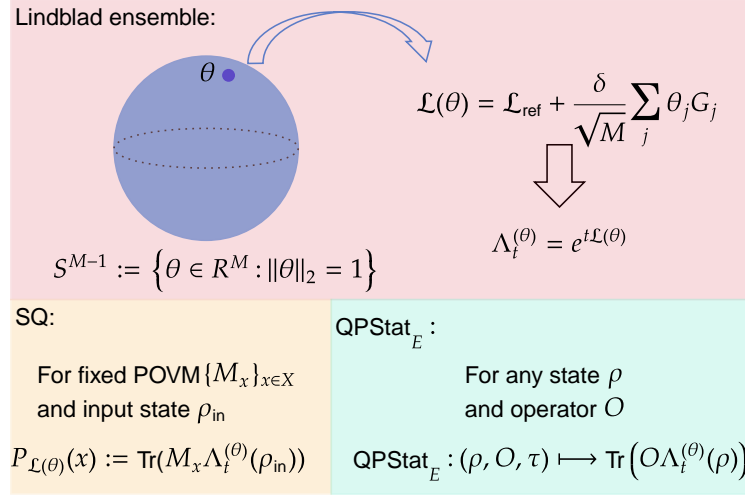 Lindblad ensemble:
θ
𝔏(θ) = 𝔏_ref + δ/√M ∑_j θ_j G_j
Λ_t^(θ) = e^{t𝔏(θ)}
S^{M−1} := {θ ∈ R^M : ||θ||_2 = 1}
SQ:
For fixed POVM {M_x}_{x∈X}
and input state ρ_in
P_{𝔏(θ)}(x) := Tr(M_x Λ_t^(θ)(ρ_in))
QPStat_E :
For any state ρ
and operator O
QPStat_E : (ρ, O, τ) ⟼ Tr(OΛ_t^(θ)(ρ))